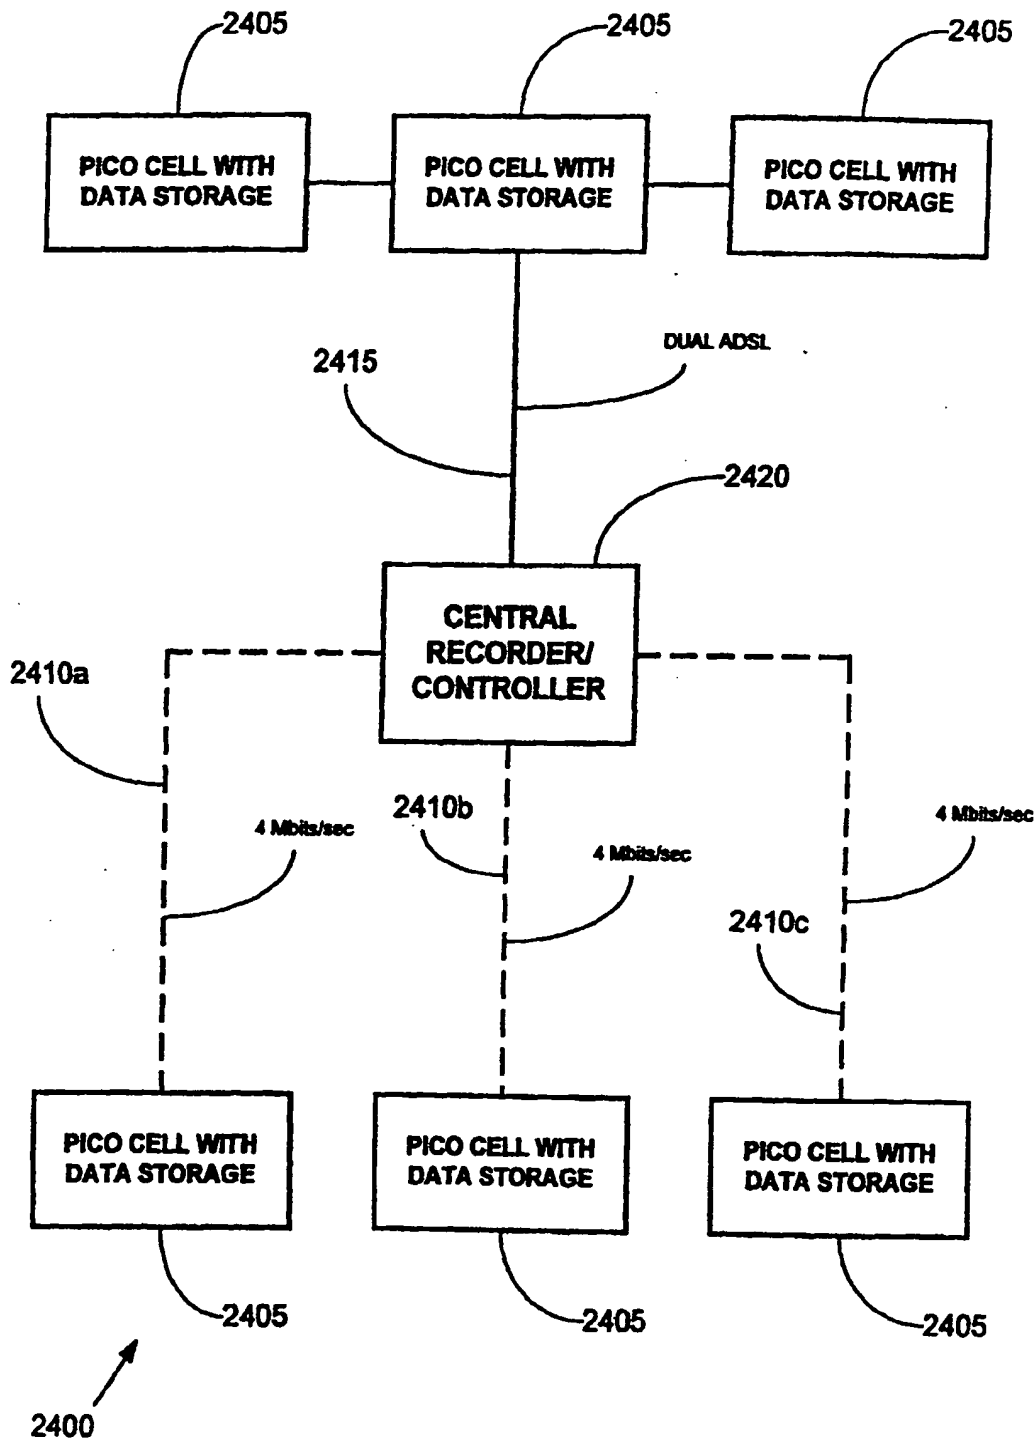 2405
2405
2405
PICO CELL WITH
DATA STORAGE
PICO CELL WITH
DATA STORAGE
PICO CELL WITH
DATA STORAGE
DUAL ADSL
2415
2420
CENTRAL
RECORDER/
CONTROLLER
2410a
2410b
4 Mbits/sec
4 Mbits/sec
4 Mbits/sec
2410c
PICO CELL WITH
DATA STORAGE
PICO CELL WITH
DATA STORAGE
PICO CELL WITH
DATA STORAGE
2405
2405
2405
2400